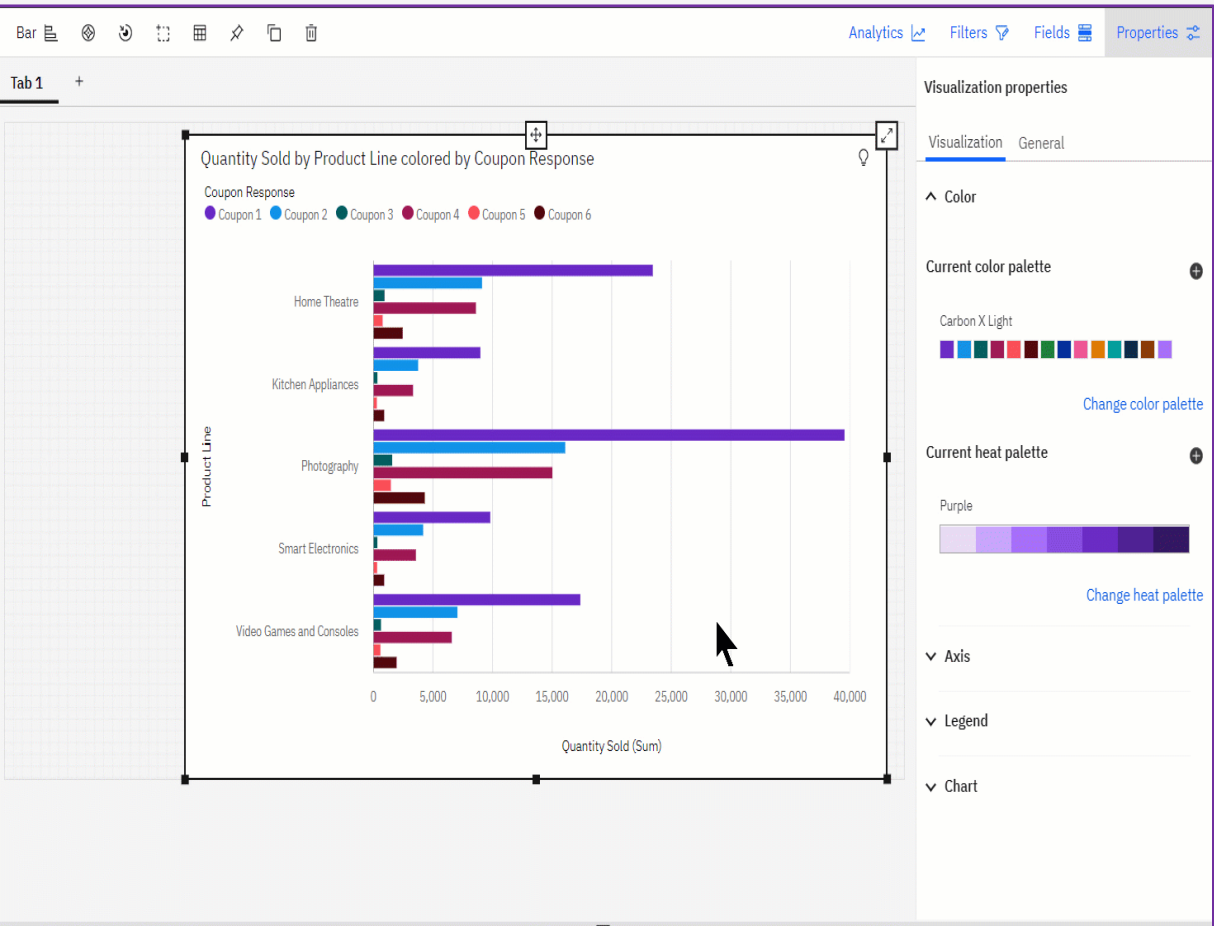 Bar
Analytics Filters Fields Properties
Tab 1 +
Visualization properties
Visualization General
Quantity Sold by Product Line colored by Coupon Response
Coupon Response
Coupon 1 Coupon 2 Coupon 3 Coupon 4 Coupon 5 Coupon 6
Product Line
Home Theatre
Kitchen Appliances
Photography
Smart Electronics
Video Games and Consoles
0 5,000 10,000 15,000 20,000 25,000 30,000 35,000 40,000
Quantity Sold (Sum)
Color
Current color palette
Carbon X Light
Change color palette
Current heat palette
Purple
Change heat palette
Axis
Legend
Chart